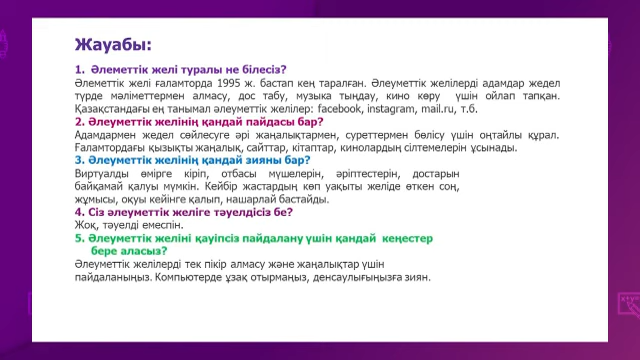 Жауабы:
1. Әлеметтік желі туралы не білесіз?
Әлеметтік желі ғаламторда 1995 ж. бастап кең таралған. Әлеуметтік желілерді адамдар жедел
түрде мәліметтермен алмасу, дос табу, музыка тыңдау, кино көру үшін ойлап тапқан.
Қазақстандағы ең танымал әлеуметтік желілер: facebook, instagram, mail.ru, т.б.
2. Әлеуметтік желінің қандай пайдасы бар?
Адамдармен жедел сөйлесуге әрі жаңалықтармен, суреттермен бөлісу үшін оңтайлы құрал.
Ғаламтордағы қызықты жаңалық, сайттар, кітаптар, кинолардың сілтемелерін ұсынады.
3. Әлеуметтік желінің қандай зияны бар?
Виртуалды өмірге кіріп, отбасы мүшелерін, әріптестерін, достарын
байқамай қалуы мүмкін. Кейбір жастардың көп уақыты желіде өткен соң,
жұмысы, оқуы кейінге қалып, нашарлай бастайды.
4. Сіз әлеуметтік желіге тәуелдісіз бе?
Жоқ, тәуелді емеспін.
5. Әлеуметтік желіні қауіпсіз пайдалану үшін қандай кеңестер
бере аласыз?
Әлеуметтік желілерді тек пікір алмасу және жаңалықтар үшін
пайдаланыңыз. Компьютерде ұзақ отырмаңыз, денсаулығыңызға зиян.